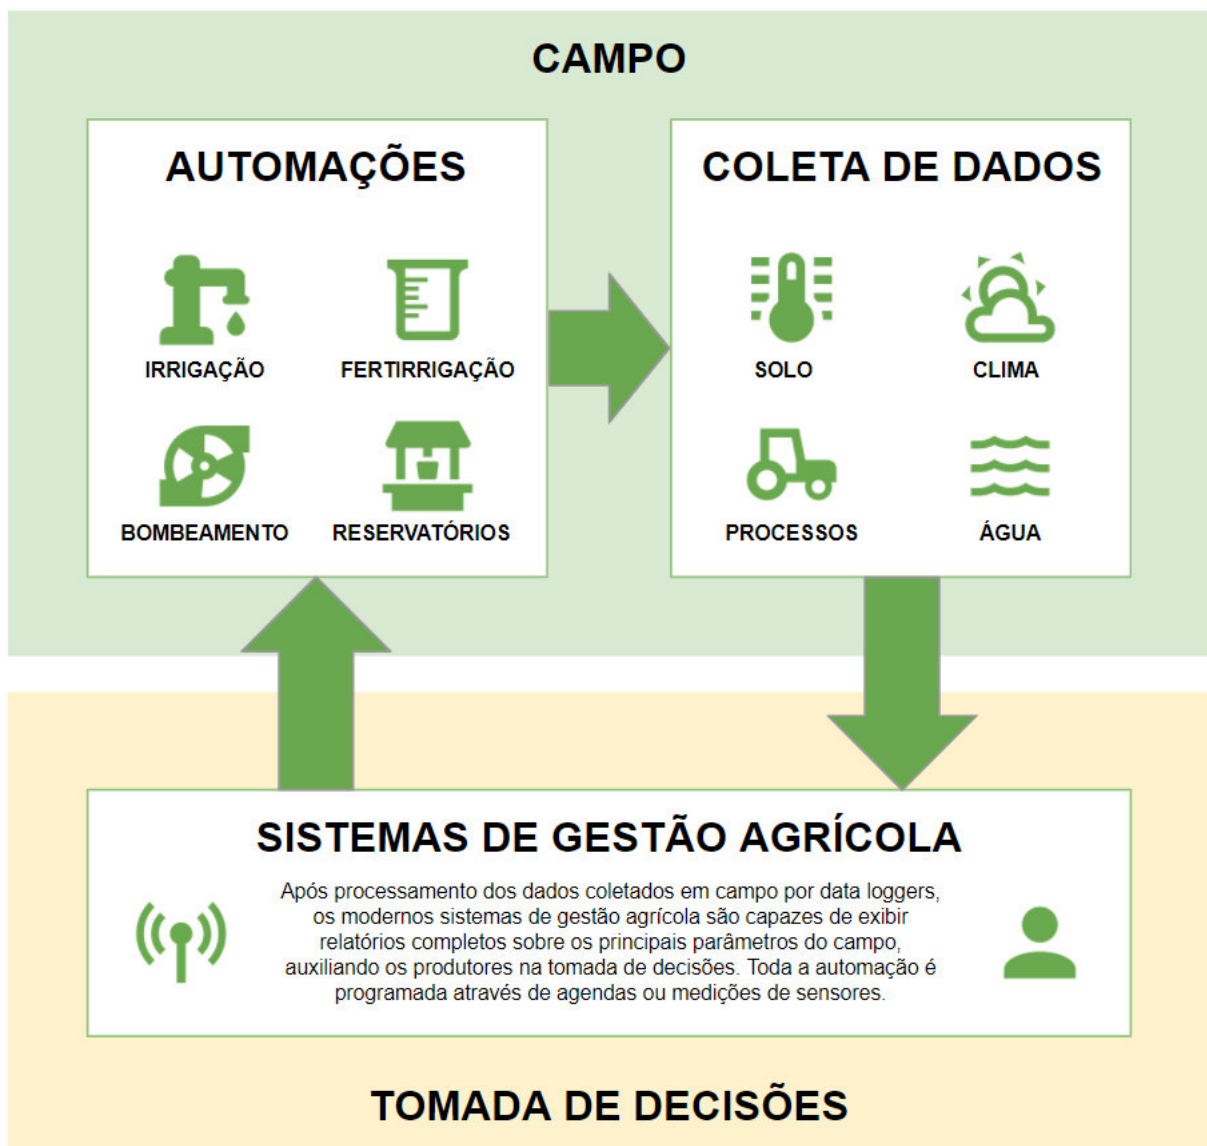 CAMPO
AUTOMAÇÕES
IRRIGAÇÃO
FERTIRRIGAÇÃO
BOMBEAMENTO
RESERVATÓRIOS
COLETA DE DADOS
SOLO
CLIMA
PROCESSOS
ÁGUA
SISTEMAS DE GESTÃO AGRÍCOLA
Após processamento dos dados coletados em campo por data loggers,
os modernos sistemas de gestão agrícola são capazes de exibir
relatórios completos sobre os principais parâmetros do campo,
auxiliando os produtores na tomada de decisões. Toda a automação é
programada através de agendas ou medições de sensores.
TOMADA DE DECISÕES